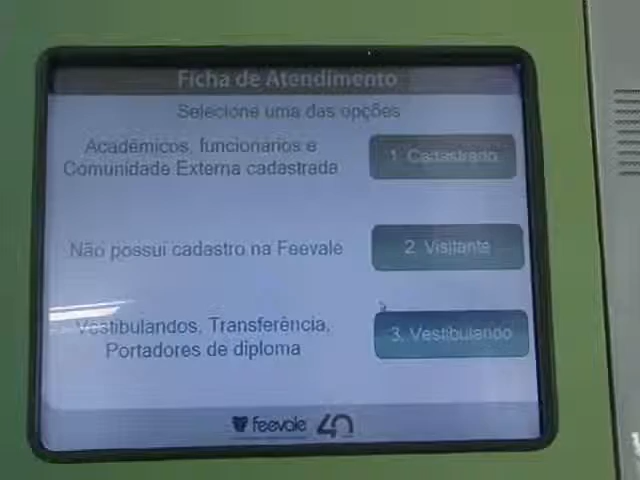 Ficha de Atendimento
Selecione uma das opções
Acadêmicos, funcionários e
Comunidade Externa cadastrada
1. Cadastrado
Não possui cadastro na Feevale
2. Visitante
Vestibulandos, Transferência,
Portadores de diploma
3. Vestibulando
feevale 40